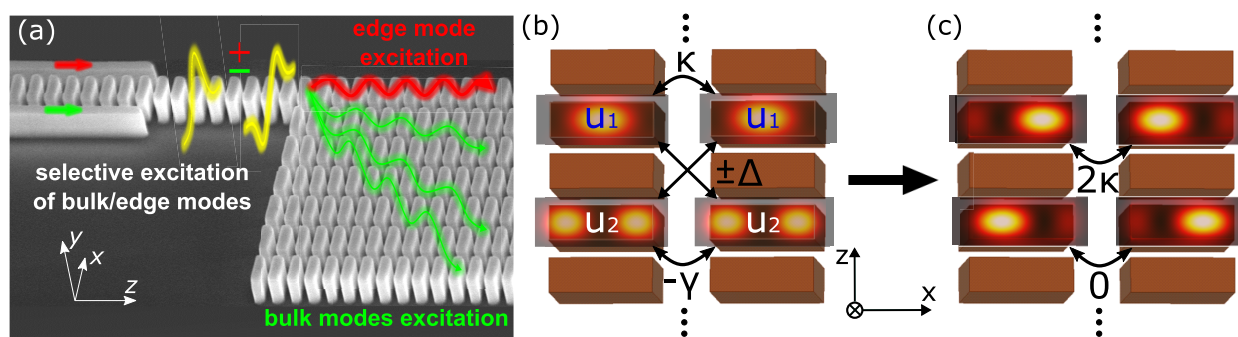 (a)
+
−
edge mode
excitation
selective excitation
of bulk/edge modes
y
x
z
bulk modes excitation
(b)
κ
u1 u1
±Δ
u2 u2
-γ
z
x
(c)
2κ
0